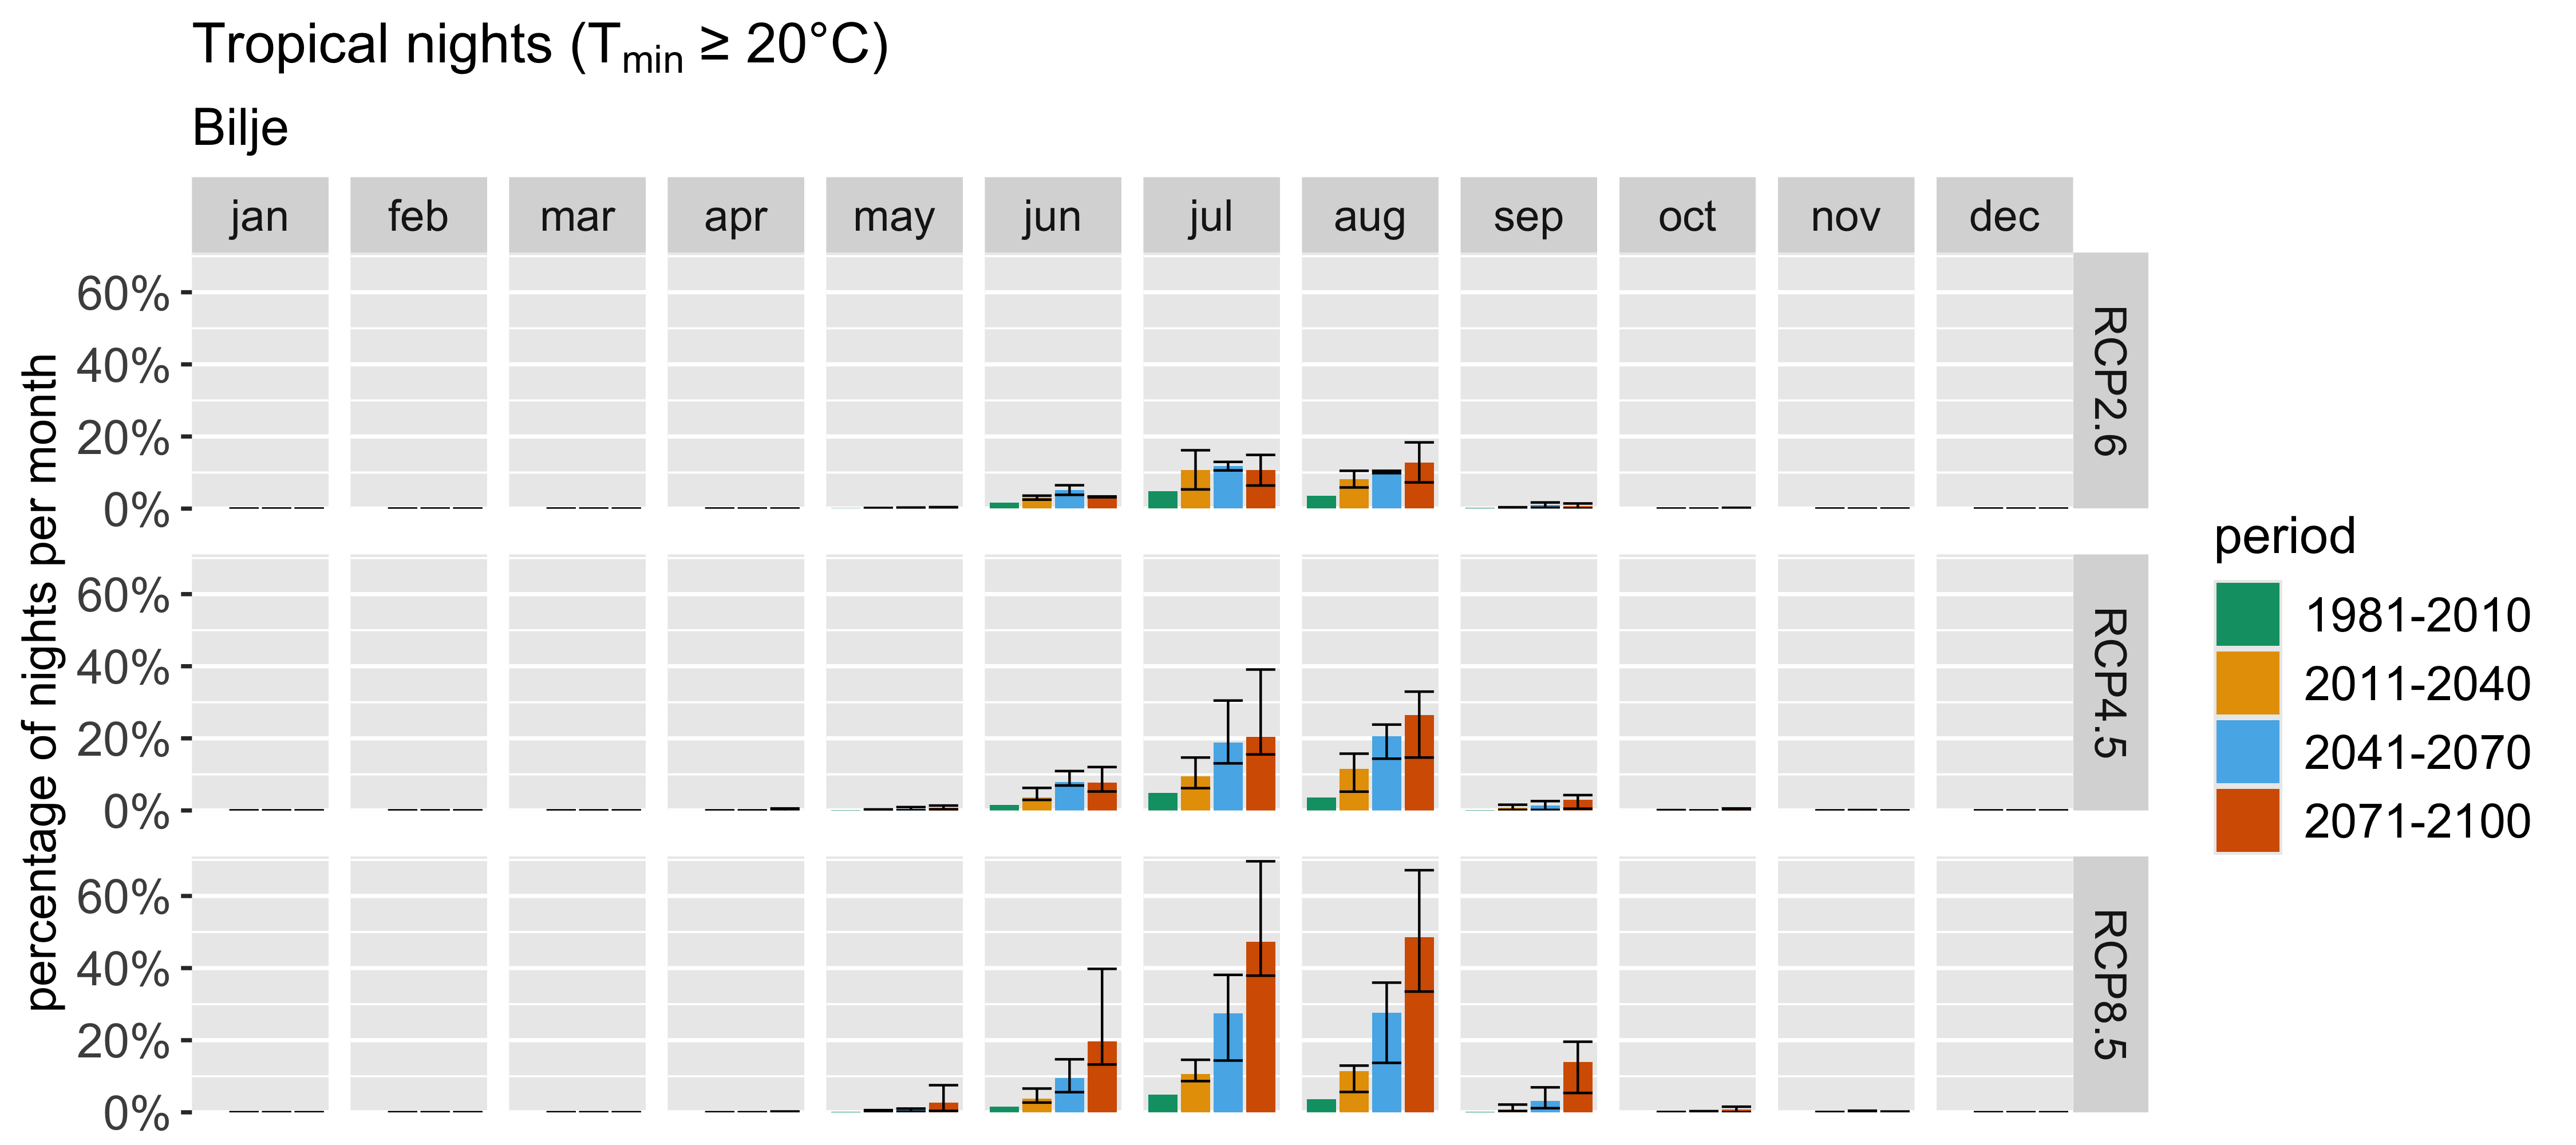 Tropical nights (Tmin ≥ 20°C)
Bilje
jan feb mar apr may jun jul aug sep oct nov dec
percentage of nights per month
60%
40%
20%
0%
RCP2.6
60%
40%
20%
0%
RCP4.5
60%
40%
20%
0%
RCP8.5
period
1981-2010
2011-2040
2041-2070
2071-2100